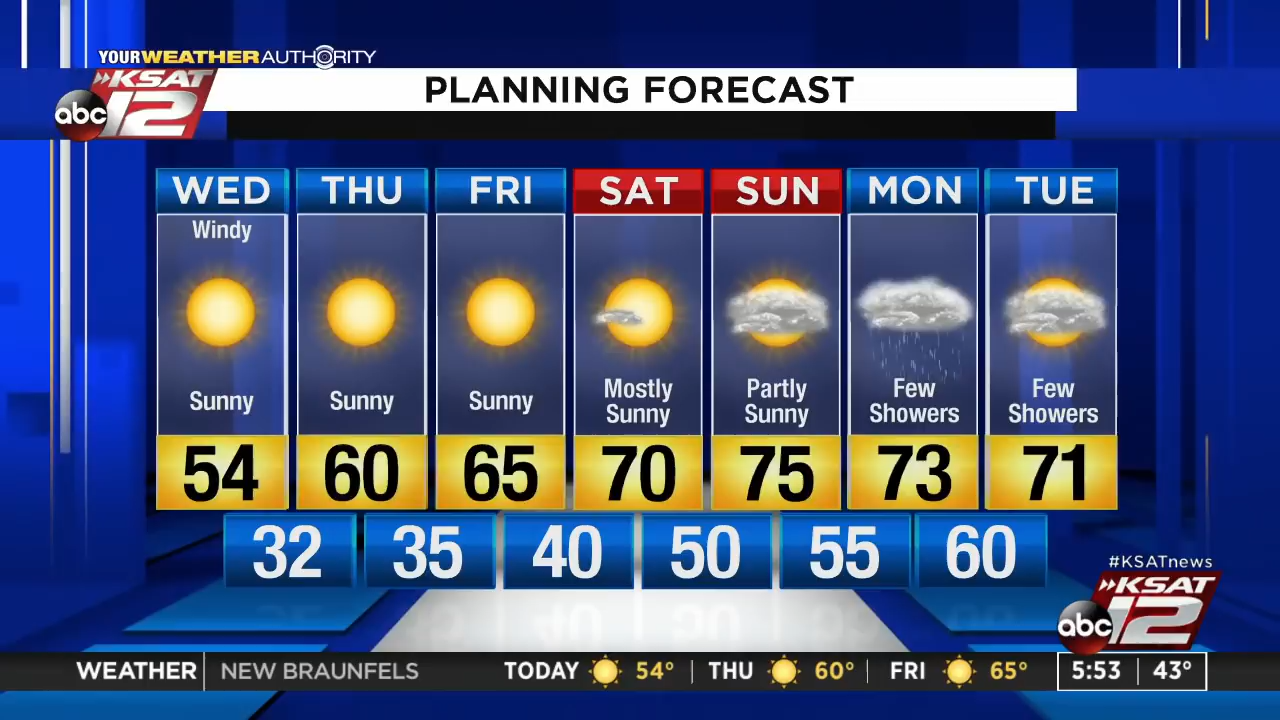 YOURWEATHERAUTHORITY
KSAT
abc 12
PLANNING FORECAST
WED THU FRI SAT SUN MON TUE
Windy
Sunny Sunny Sunny Mostly Sunny Partly Sunny Few Showers Few Showers
54 60 65 70 75 73 71
32 35 40 50 55 60
#KSATnews
KSAT
abc 12
WEATHER NEW BRAUNFELS TODAY 54° THU 60° FRI 65° 5:53 43°